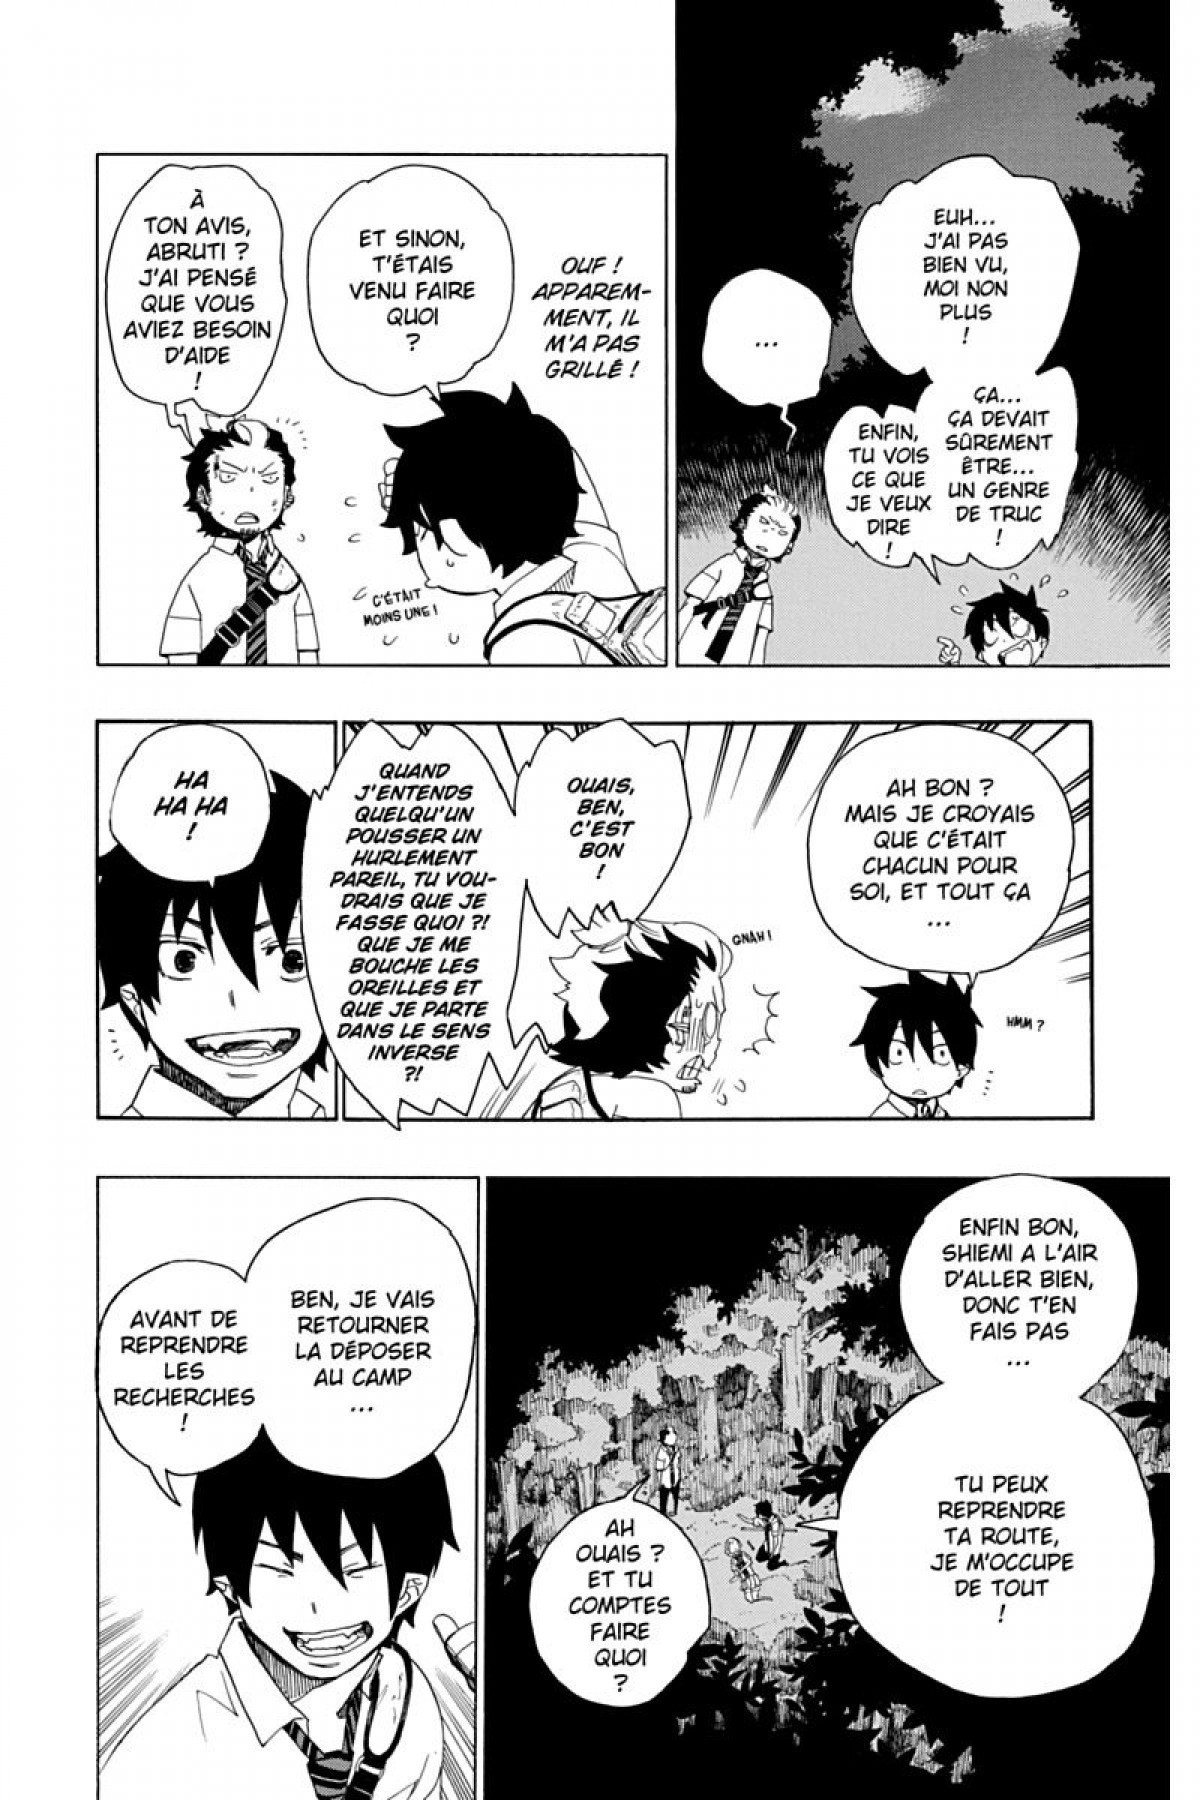 EUH...
J'AI PAS
BIEN VU,
MOI NON
PLUS
!
ÇA...
ÇA DEVAIT
SÛREMENT
ÊTRE...
UN GENRE
DE TRUC
!
ENFIN,
TU VOIS
CE QUE
JE VEUX
DIRE
!
...
OUF !
APPAREM-
MENT, IL
M'A PAS
GRILLÉ !
ET SINON,
T'ÉTAIS
VENU FAIRE
QUOI
?
C'ÉTAIT
MOINS UNE !
À
TON AVIS,
ABRUTI ?
J'AI PENSÉ
QUE VOUS
AVIEZ BESOIN
D'AIDE
!
AH BON ?
MAIS JE CROYAIS
QUE C'ÉTAIT
CHACUN POUR
SOI, ET TOUT ÇA
...
HMM ?
GNAH !
OUAIS,
BEN,
C'EST
BON
!
QUAND
J'ENTENDS
QUELQU'UN
POUSSER UN
HURLEMENT
PAREIL, TU VOU-
DRAIS QUE JE
FASSE QUOI ?!
QUE JE ME
BOUCHE LES
OREILLES ET
QUE JE PARTE
DANS LE SENS
INVERSE
?!
HA
HA HA
!
ENFIN BON,
SHIEMI A L'AIR
D'ALLER BIEN,
DONC T'EN
FAIS PAS
...
TU PEUX
REPRENDRE
TA ROUTE,
JE M'OCCUPE
DE TOUT
!
AH
OUAIS ?
ET TU
COMPTES
FAIRE
QUOI
?
BEN, JE VAIS
RETOURNER
LA DÉPOSER
AU CAMP
...
AVANT DE
REPRENDRE
LES
RECHERCHES
!